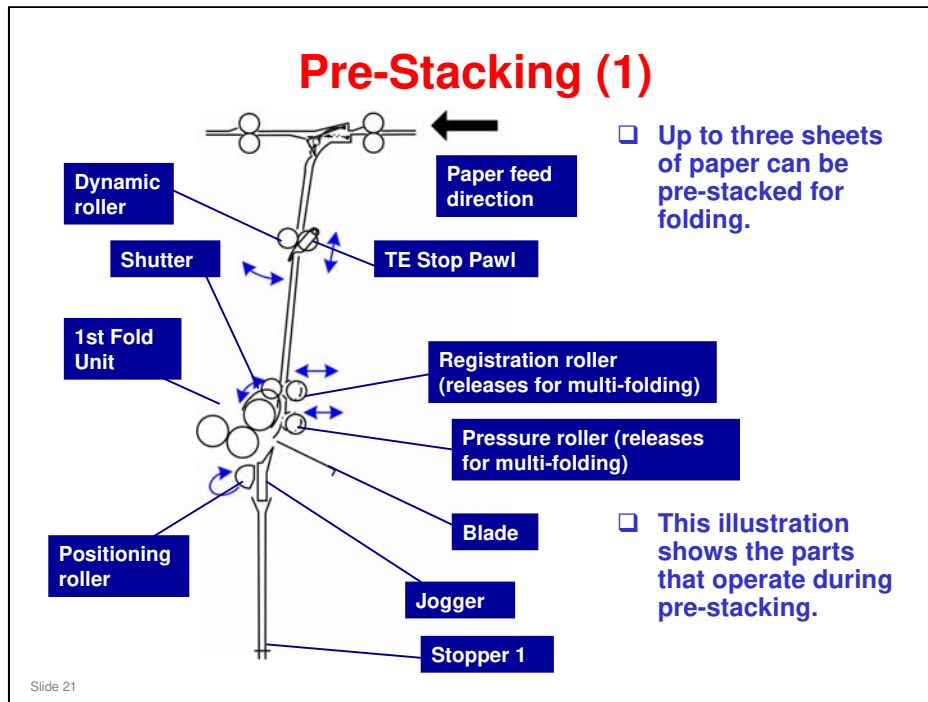 Pre-Stacking (1)
Dynamic
roller
Shutter
1st Fold
Unit
Positioning
roller
Paper feed
direction
TE Stop Pawl
Registration roller
(releases for multi-folding)
Pressure roller (releases
for multi-folding)
Blade
Jogger
Stopper 1
❑ Up to three sheets
of paper can be
pre-stacked for
folding.
❑ This illustration
shows the parts
that operate during
pre-stacking.
Slide 21